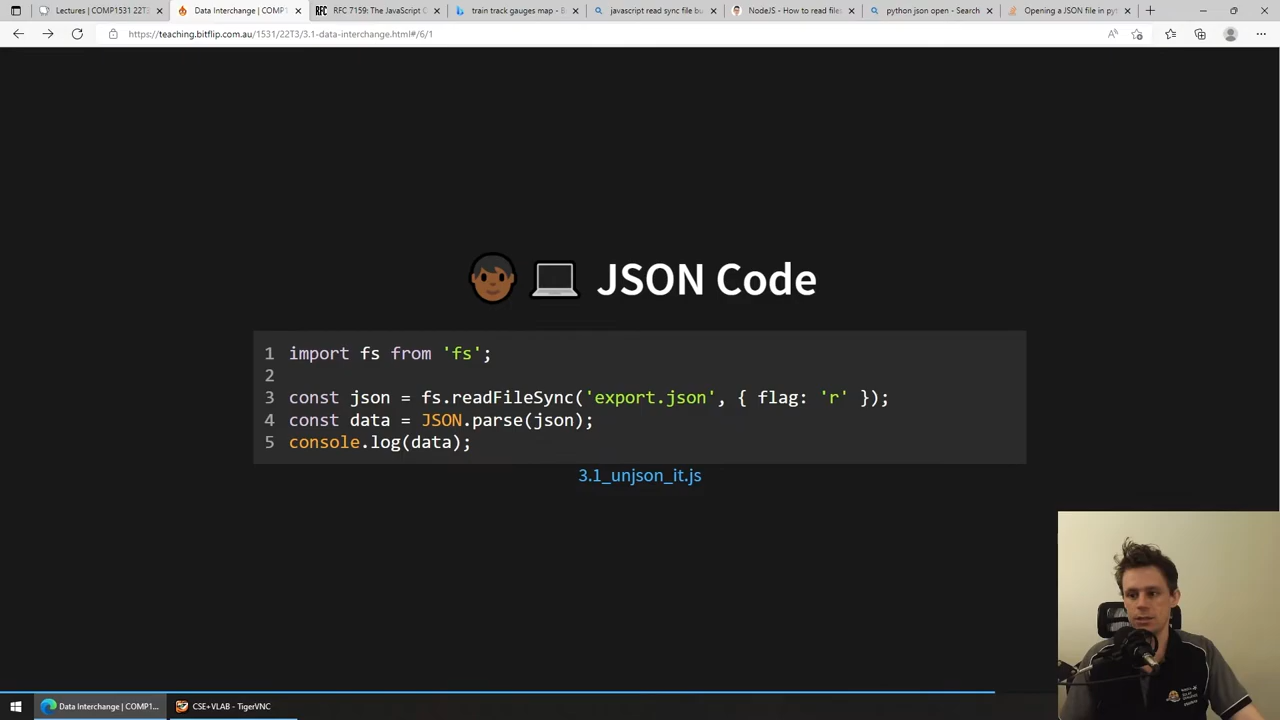 Lectures | COMP1531 22T3
Data Interchange | COMP1
RFC 7159: The JavaScript O
train track gauges map - B
javascript read sync file bu
NodeJS - How to read file
python json open - Search
Opening a JSON file in pyt
https://teaching.bitflip.com.au/1531/22T3/3.1-data-interchange.html#/6/1
JSON Code
1 import fs from 'fs';
2
3 const json = fs.readFileSync('export.json', { flag: 'r' });
4 const data = JSON.parse(json);
5 console.log(data);
3.1_unjson_it.js
Data Interchange | COMP1...
CSE+VLAB - TigerVNC